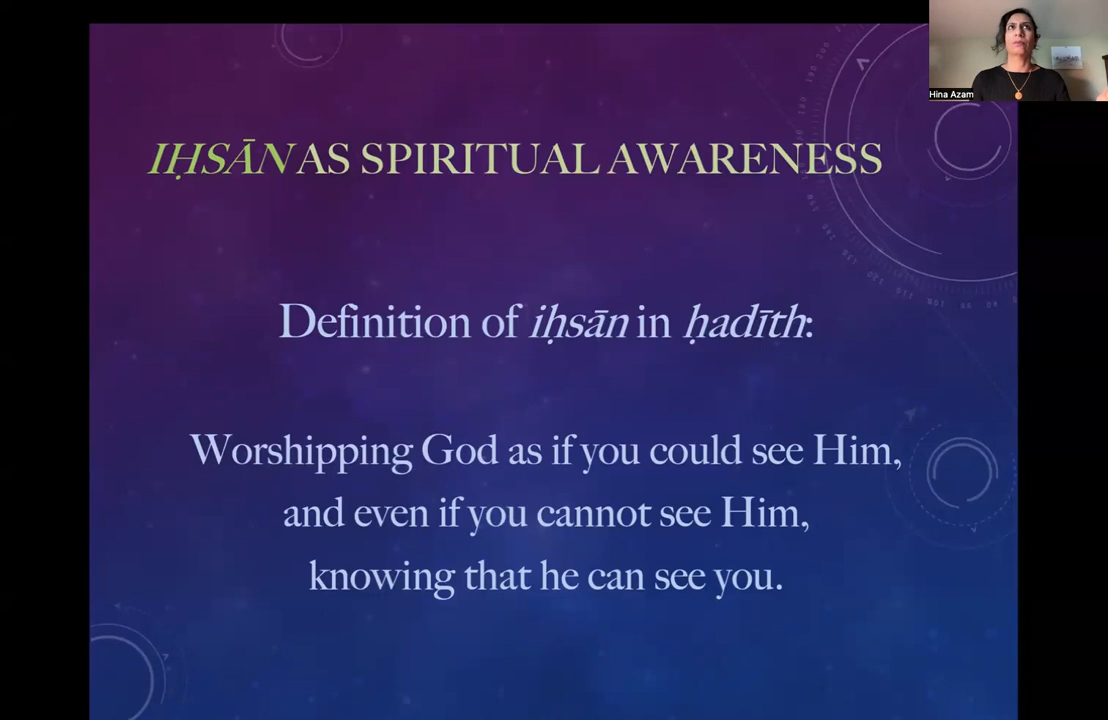 IḤSĀN AS SPIRITUAL AWARENESS
Definition of iḥsān in ḥadīth:
Worshipping God as if you could see Him,
and even if you cannot see Him,
knowing that he can see you.
Hina Azam